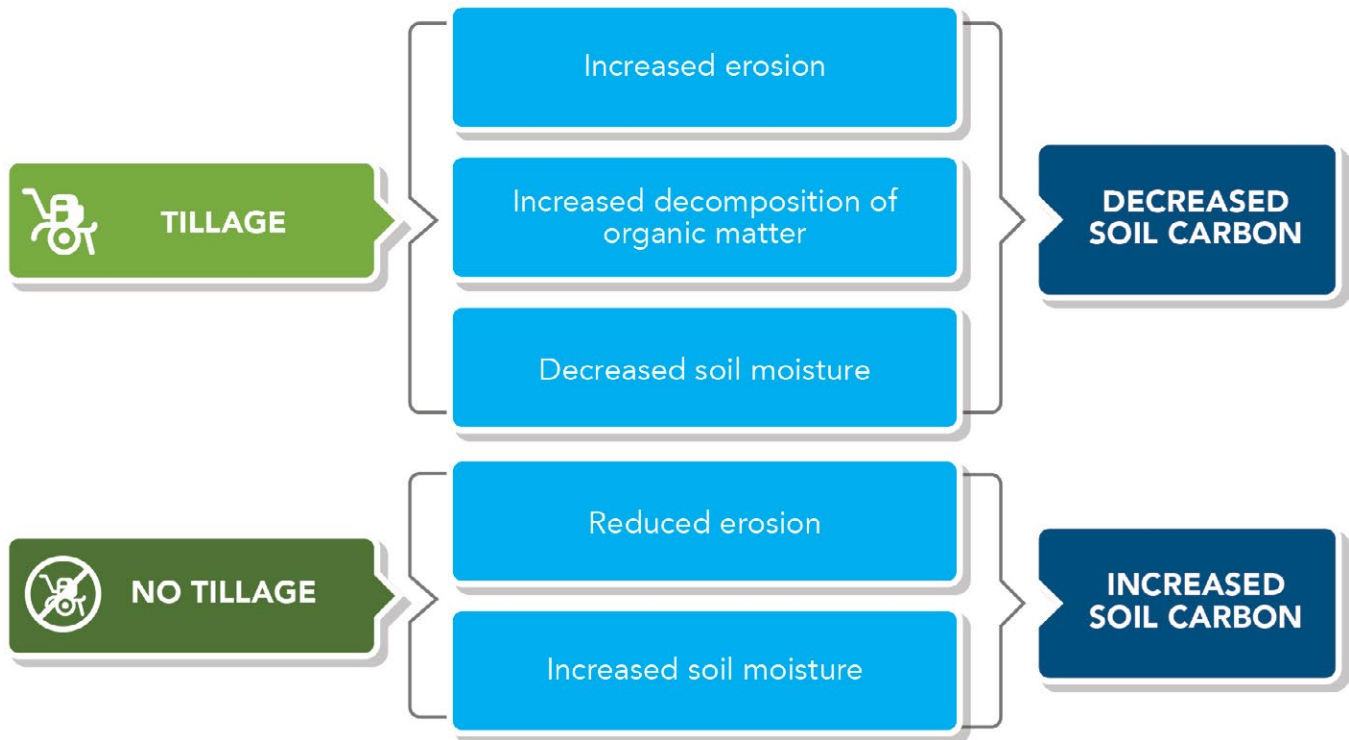 Increased erosion
TILLAGE
Increased decomposition of
organic matter
DECREASED
SOIL CARBON
Decreased soil moisture
Reduced erosion
NO TILLAGE
INCREASED
SOIL CARBON
Increased soil moisture